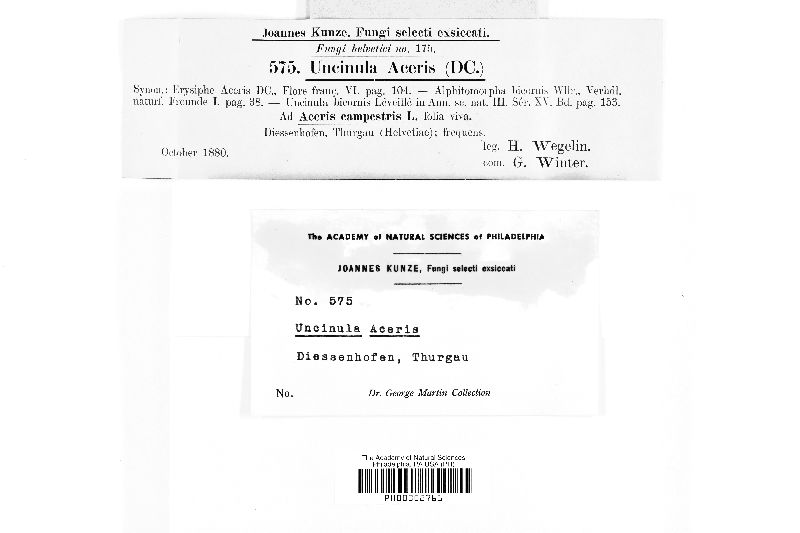 Joannes Kunze, Fungi selecti exsiccati.
Fungi helvetici no. 175.
575. Uncinula Aceris (DC.)
Synon.: Erysiphe Aceris DC., Flore franç. VI. pag. 104. — Alphitomorpha bicornis Wllr., Verhdl.
naturf. Freunde I. pag. 38. — Uncinula bicornis Léveillé in Ann. sc. nat. III. Sér. XV. Bd. pag. 153.
Ad Aceris campestris L. folia viva.
Diessenhofen, Thurgau (Helvetiae); frequens.
October 1880.
leg. H. Wegelin.
com. G. Winter.
The ACADEMY of NATURAL SCIENCES of PHILADELPHIA
JOANNES KUNZE, Fungi selecti exsiccati
No. 575
Uncinula Aceris
Diessenhofen, Thurgau
No. Dr. George Martin Collection
The Academy of Natural Sciences
Philadelphia, PA USA (PH)